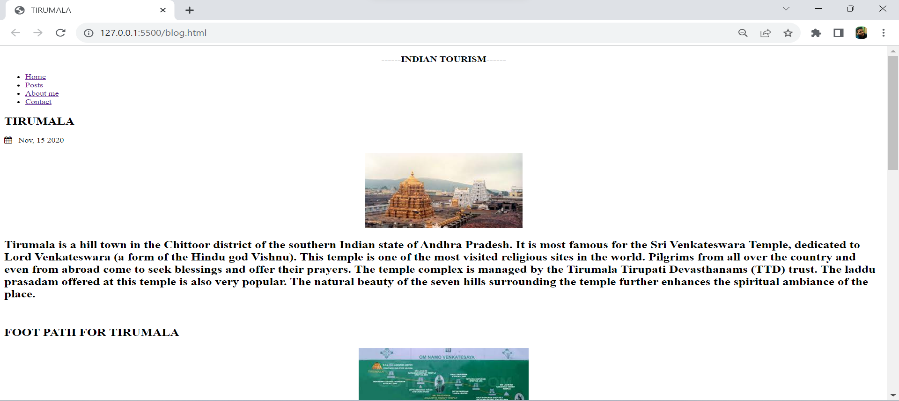 TIRUMALA
127.0.0.1:5500/blog.html
-------INDIAN TOURISM-------
Home
Posts
About me
Contact
TIRUMALA
Nov, 15 2020
Tirumala is a hill town in the Chittoor district of the southern Indian state of Andhra Pradesh. It is most famous for the Sri Venkateswara Temple, dedicated to
Lord Venkateswara (a form of the Hindu god Vishnu). This temple is one of the most visited religious sites in the world. Pilgrims from all over the country and
even from abroad come to seek blessings and offer their prayers. The temple complex is managed by the Tirumala Tirupati Devasthanams (TTD) trust. The laddu
prasadam offered at this temple is also very popular. The natural beauty of the seven hills surrounding the temple further enhances the spiritual ambiance of the
place.
FOOT PATH FOR TIRUMALA
OM NAMO VENKATESAYA